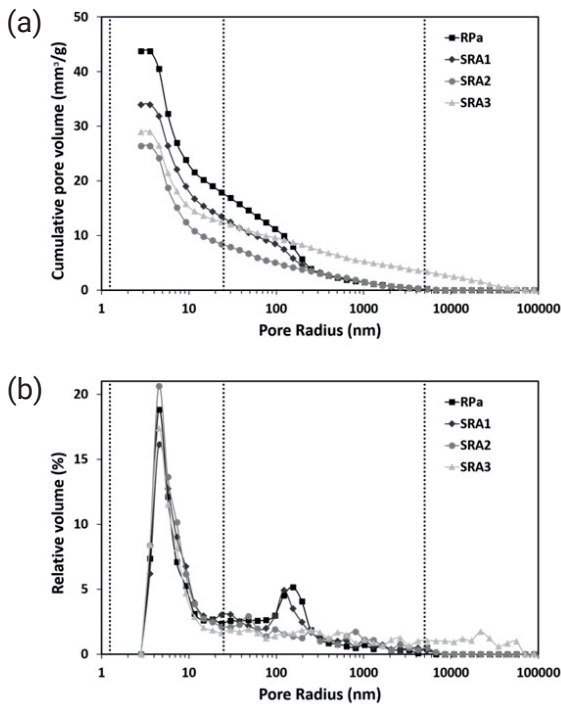 (a)
50
40
30
20
10
0
Cumulative pore volume (mm³/g)
RPa
SRA1
SRA2
SRA3
1 10 100 1000 10000 100000
Pore Radius (nm)
(b)
20
15
10
5
0
Relative volume (%)
RPa
SRA1
SRA2
SRA3
1 10 100 1000 10000 100000
Pore Radius (nm)